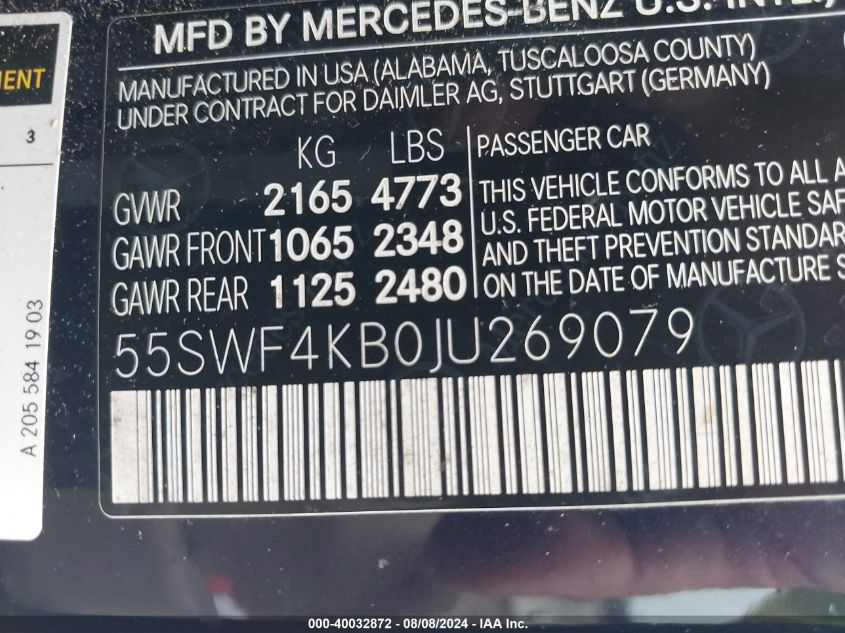 MFD BY MERCEDES-BENZ U.S. INTL.,
MANUFACTURED IN USA (ALABAMA, TUSCALOOSA COUNTY)
UNDER CONTRACT FOR DAIMLER AG, STUTTGART (GERMANY)
KG LBS
GVWR 2165 4773
GAWR FRONT 1065 2348
GAWR REAR 1125 2480
PASSENGER CAR
THIS VEHICLE CONFORMS TO ALL A
U.S. FEDERAL MOTOR VEHICLE SAF
AND THEFT PREVENTION STANDAR
ON THE DATE OF MANUFACTURE S
55SWF4KB0JU269079
MENT
3
A 205 584 19 03
000-40032872 - 08/08/2024 - IAA Inc.